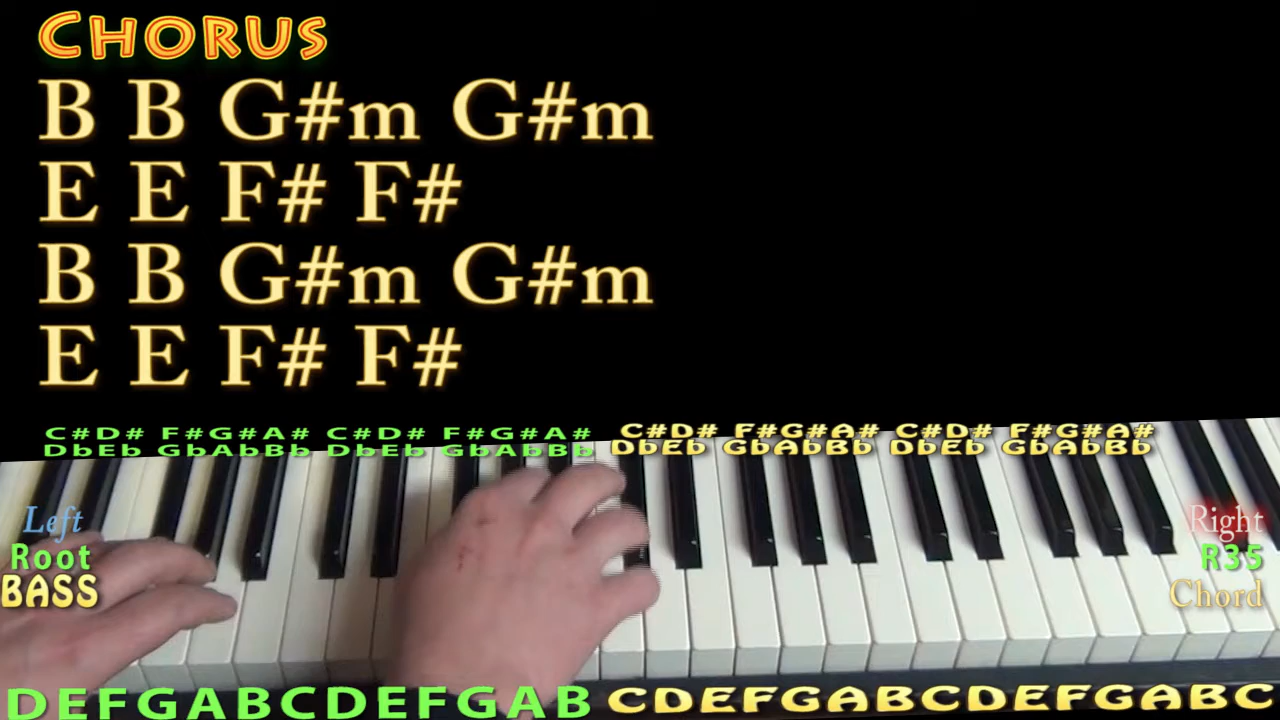 CHORUS
B B G#m G#m
E E F# F#
B B G#m G#m
E E F# F#
C#D# F#G#A# C#D# F#G#A# C#D# F#G#A# C#D# F#G#A#
DbEb GbAbBb DbEb GbAbBb DbEb GbAbBb DbEb GbAbBb
Left
Root
BASS
Right
R35
Chord
DEFGABCDEFGAB CDEFGABCDEFGABC